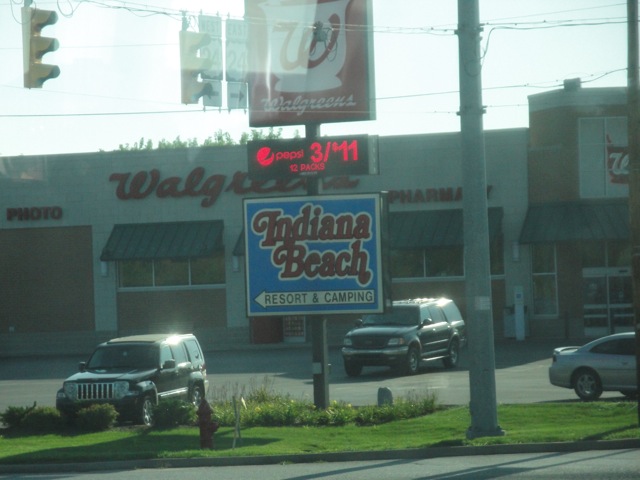 Walgreens
pepsi 3/$11
12 PACKS
Walgreens
PHARMACY
PHOTO
Indiana
Beach
RESORT & CAMPING